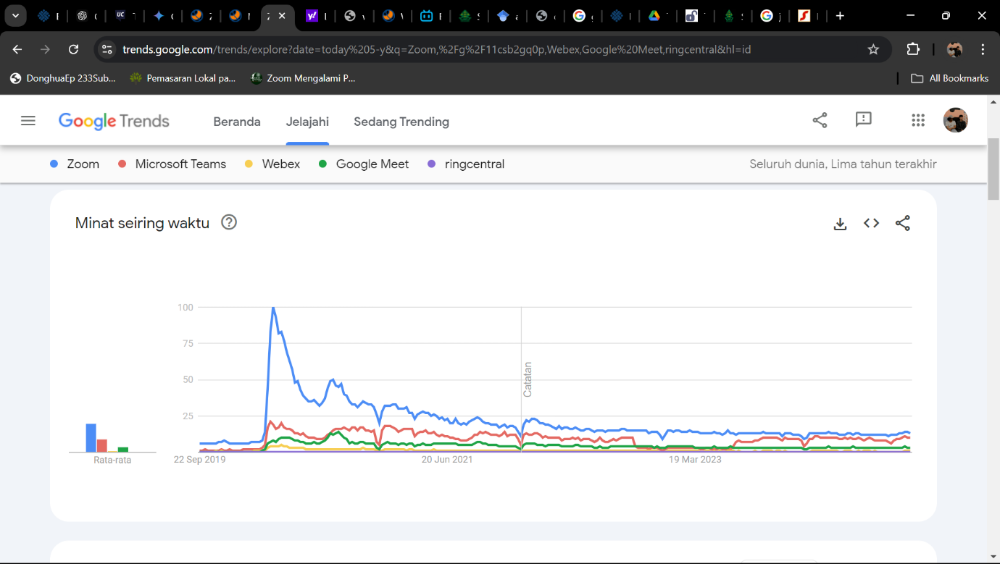 trends.google.com/trends/explore?date=today%205-y&q=Zoom,%2Fg%2F11csb2gq0p,Webex,Google%20Meet,ringcentral&hl=id
DonghuaEp 233Sub... Pemasaran Lokal pa... Zoom Mengalami P... All Bookmarks
Google Trends Beranda Jelajahi Sedang Trending
Zoom Microsoft Teams Webex Google Meet ringcentral Seluruh dunia, Lima tahun terakhir
Minat seiring waktu
100
75
50
25
Catatan
Rata-rata
22 Sep 2019 20 Jun 2021 19 Mar 2023